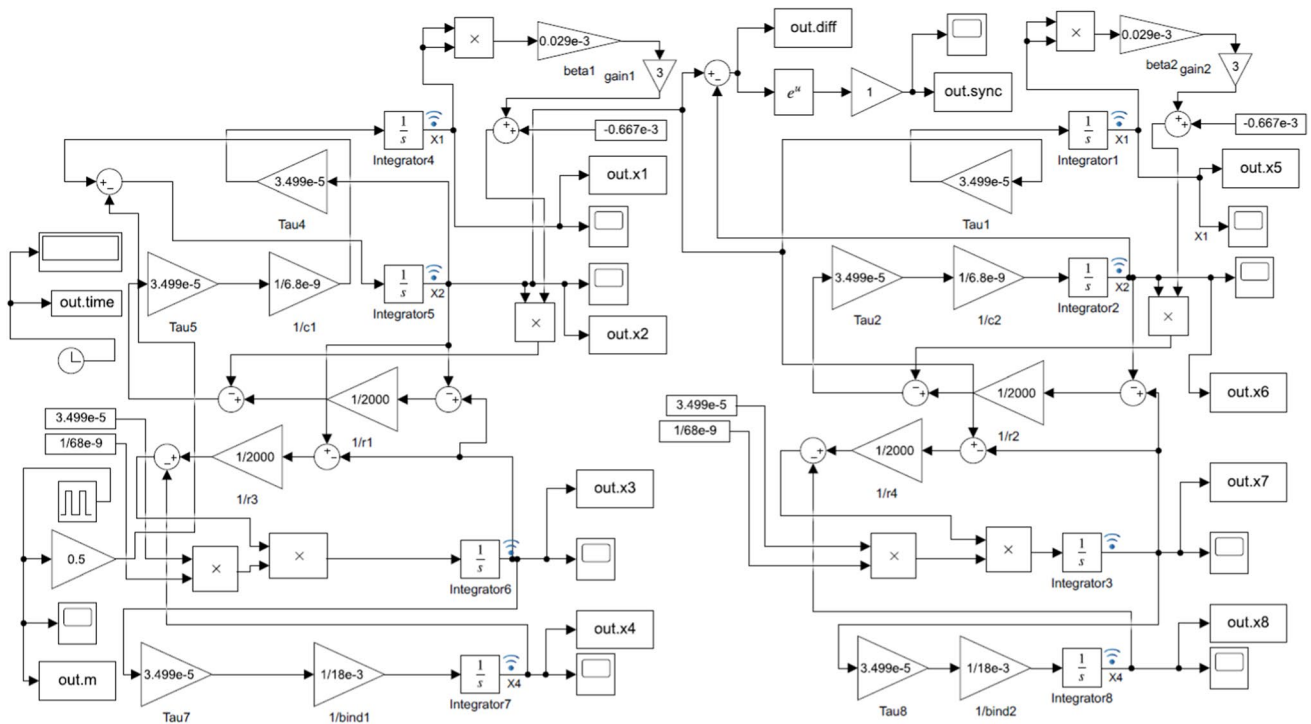 ×
0.029e-3
beta1
gain1
3
+
+
-0.667e-3
1
s
Integrator4
X1
out.x1
3.499e-5
Tau4
+
−
out.time
3.499e-5
Tau5
1/6.8e-9
1/c1
1
s
Integrator5
X2
×
out.x2
−
+
1/2000
1/r1
−
+
3.499e-5
1/68e-9
−
+
1/2000
1/r3
+
−
0.5
×
×
1
s
Integrator6
out.x3
out.m
3.499e-5
Tau7
1/18e-3
1/bind1
1
s
Integrator7
X4
out.x4
+
−
out.diff
eᵘ
1
out.sync
×
0.029e-3
beta2
gain2
3
+
+
-0.667e-3
1
s
Integrator1
X1
out.x5
X1
3.499e-5
Tau1
3.499e-5
Tau2
1/6.8e-9
1/c2
1
s
Integrator2
X2
×
out.x6
−
+
1/2000
1/r2
−
+
3.499e-5
1/68e-9
−
+
1/2000
1/r4
+
−
×
×
1
s
Integrator3
out.x7
3.499e-5
Tau8
1/18e-3
1/bind2
1
s
Integrator8
X4
out.x8